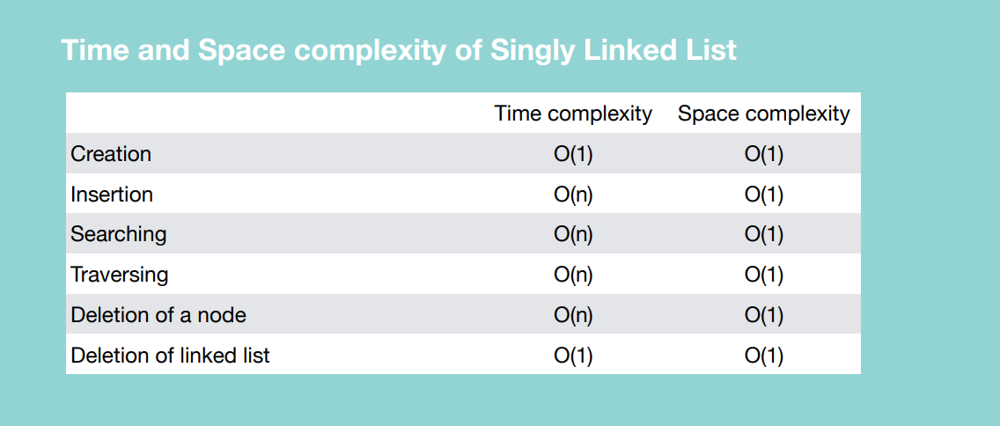 Time and Space complexity of Singly Linked List
Time complexity Space complexity
Creation O(1) O(1)
Insertion O(n) O(1)
Searching O(n) O(1)
Traversing O(n) O(1)
Deletion of a node O(n) O(1)
Deletion of linked list O(1) O(1)